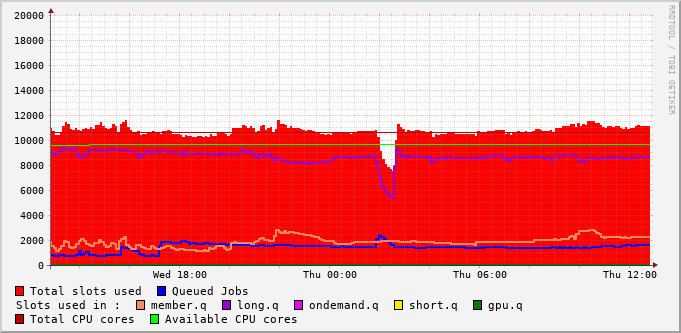 20000
18000
16000
14000
12000
10000
8000
6000
4000
2000
0
Wed 18:00 Thu 00:00 Thu 06:00 Thu 12:00
RRDTOOL / TOBI OETIKER
Total slots used Queued Jobs
Slots used in : member.q long.q ondemand.q short.q gpu.q
Total CPU cores Available CPU cores